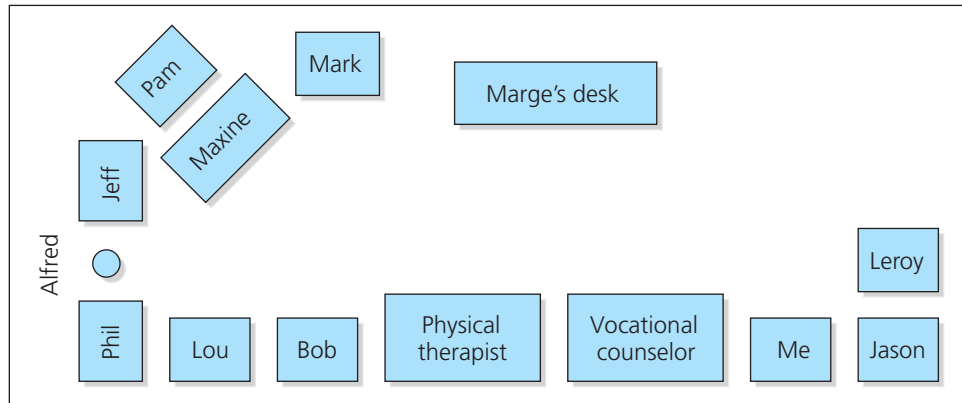 Pam
Mark
Marge's desk
Maxine
Jeff
Alfred
Leroy
Phil
Lou
Bob
Physical
therapist
Vocational
counselor
Me
Jason